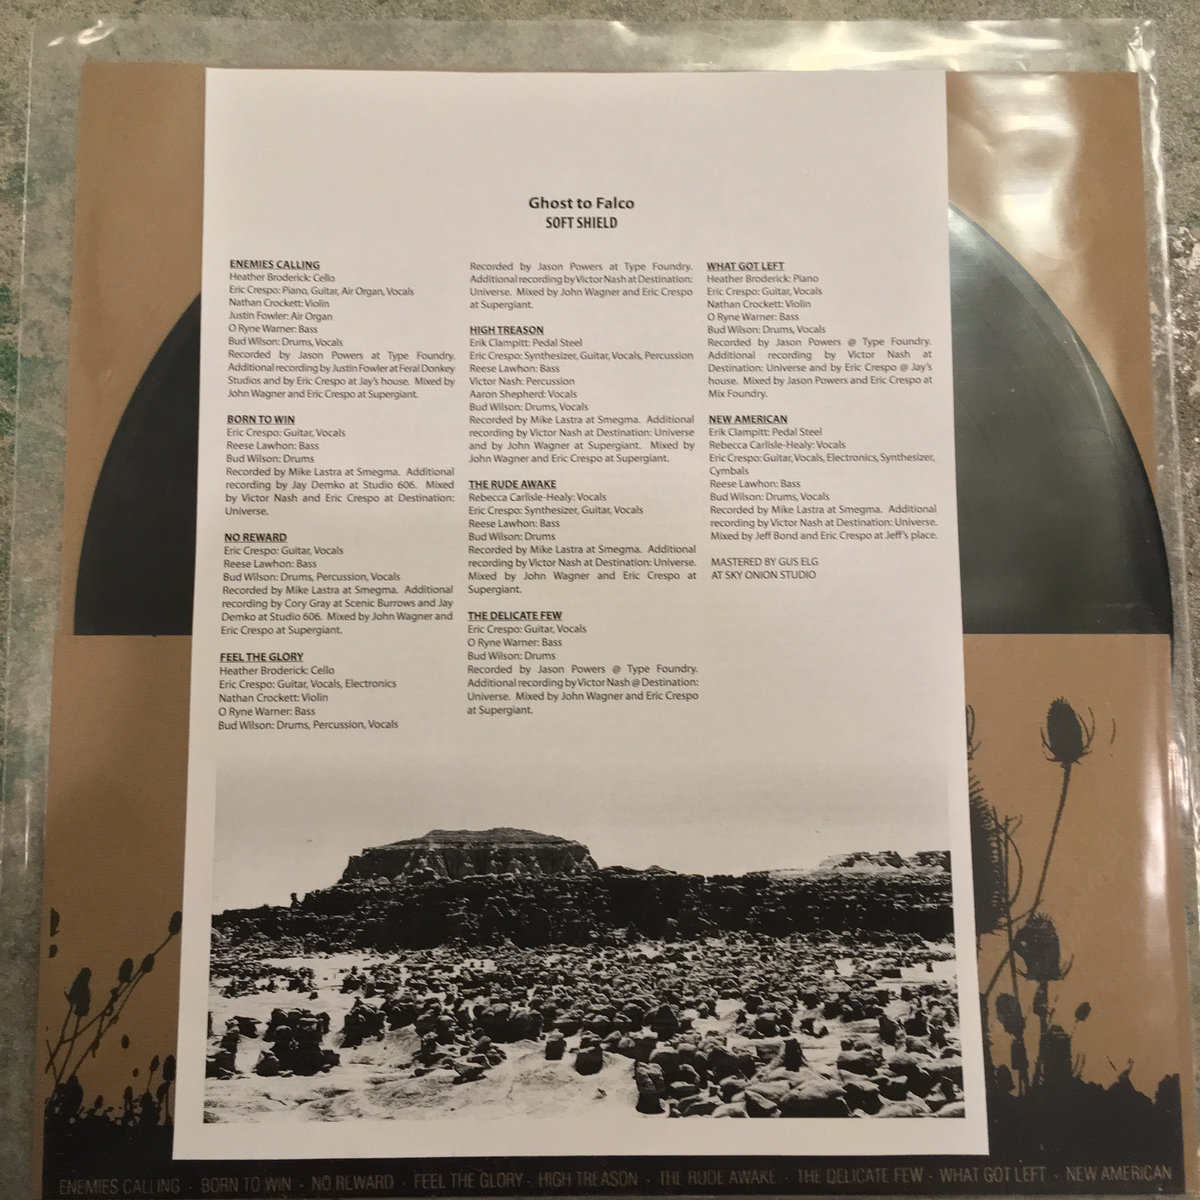 Ghost to Falco
SOFT SHIELD
ENEMIES CALLING
Heather Broderick: Cello
Eric Crespo: Piano, Guitar, Air Organ, Vocals
Nathan Crockett: Violin
Justin Fowler: Air Organ
O Ryne Warner: Bass
Bud Wilson: Drums, Vocals
Recorded by Jason Powers at Type Foundry.
Additional recording by Justin Fowler at Feral Donkey
Studios and by Eric Crespo at Jay's house. Mixed by
John Wagner and Eric Crespo at Supergiant.
BORN TO WIN
Eric Crespo: Guitar, Vocals
Reese Lawhon: Bass
Bud Wilson: Drums
Recorded by Mike Lastra at Smegma. Additional
recording by Jay Demko at Studio 606. Mixed
by Victor Nash and Eric Crespo at Destination:
Universe.
NO REWARD
Eric Crespo: Guitar, Vocals
Reese Lawhon: Bass
Bud Wilson: Drums, Percussion, Vocals
Recorded by Mike Lastra at Smegma. Additional
recording by Cory Gray at Scenic Burrows and Jay
Demko at Studio 606. Mixed by John Wagner and
Eric Crespo at Supergiant.
FEEL THE GLORY
Heather Broderick: Cello
Eric Crespo: Guitar, Vocals, Electronics
Nathan Crockett: Violin
O Ryne Warner: Bass
Bud Wilson: Drums, Percussion, Vocals
Recorded by Jason Powers at Type Foundry.
Additional recording by Victor Nash at Destination:
Universe. Mixed by John Wagner and Eric Crespo
at Supergiant.
HIGH TREASON
Erik Clampitt: Pedal Steel
Eric Crespo: Synthesizer, Guitar, Vocals, Percussion
Reese Lawhon: Bass
Victor Nash: Percussion
Aaron Shepherd: Vocals
Bud Wilson: Drums, Vocals
Recorded by Mike Lastra at Smegma. Additional
recording by Victor Nash at Destination: Universe
and by John Wagner at Supergiant. Mixed by
John Wagner and Eric Crespo at Supergiant.
THE RUDE AWAKE
Rebecca Carlisle-Healy: Vocals
Eric Crespo: Synthesizer, Guitar, Vocals
Reese Lawhon: Bass
Bud Wilson: Drums
Recorded by Mike Lastra at Smegma. Additional
recording by Victor Nash at Destination: Universe.
Mixed by John Wagner and Eric Crespo at
Supergiant.
THE DELICATE FEW
Eric Crespo: Guitar, Vocals
O Ryne Warner: Bass
Bud Wilson: Drums
Recorded by Jason Powers @ Type Foundry.
Additional recording by Victor Nash @ Destination:
Universe. Mixed by John Wagner and Eric Crespo
at Supergiant.
WHAT GOT LEFT
Heather Broderick: Piano
Eric Crespo: Guitar, Vocals
Nathan Crockett: Violin
O Ryne Warner: Bass
Bud Wilson: Drums, Vocals
Recorded by Jason Powers @ Type Foundry.
Additional recording by Victor Nash at
Destination: Universe and by Eric Crespo @ Jay's
house. Mixed by Jason Powers and Eric Crespo at
Mix Foundry.
NEW AMERICAN
Erik Clampitt: Pedal Steel
Rebecca Carlisle-Healy: Vocals
Eric Crespo: Guitar, Vocals, Electronics, Synthesizer,
Cymbals
Reese Lawhon: Bass
Bud Wilson: Drums, Vocals
Recorded by Mike Lastra at Smegma. Additional
recording by Victor Nash at Destination: Universe.
Mixed by Jeff Bond and Eric Crespo at Jeff's place.
MASTERED BY GUS ELG
AT SKY ONION STUDIO
ENEMIES CALLING · BORN TO WIN · NO REWARD · FEEL THE GLORY · HIGH TREASON · THE RUDE AWAKE · THE DELICATE FEW · WHAT GOT LEFT · NEW AMERICAN